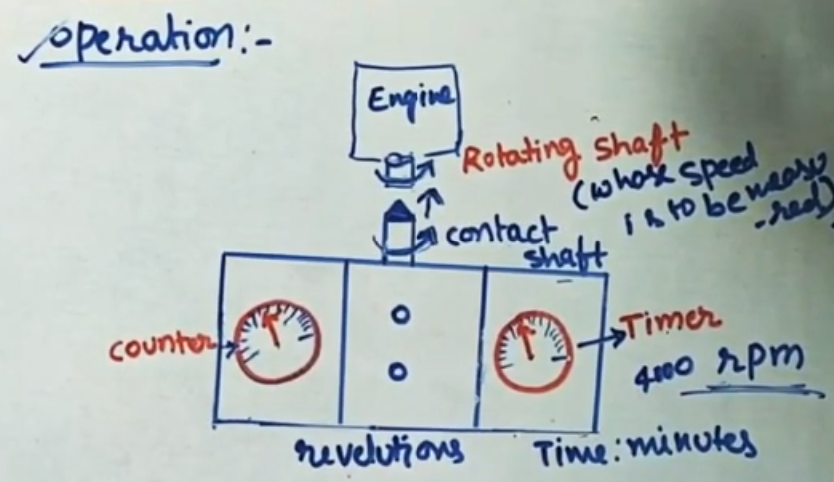 Operation:-
Engine
Rotating shaft
(whose speed
is to be measu
-red)
contact
shaft
counter
Timer
4000 rpm
revelutions
Time: minutes